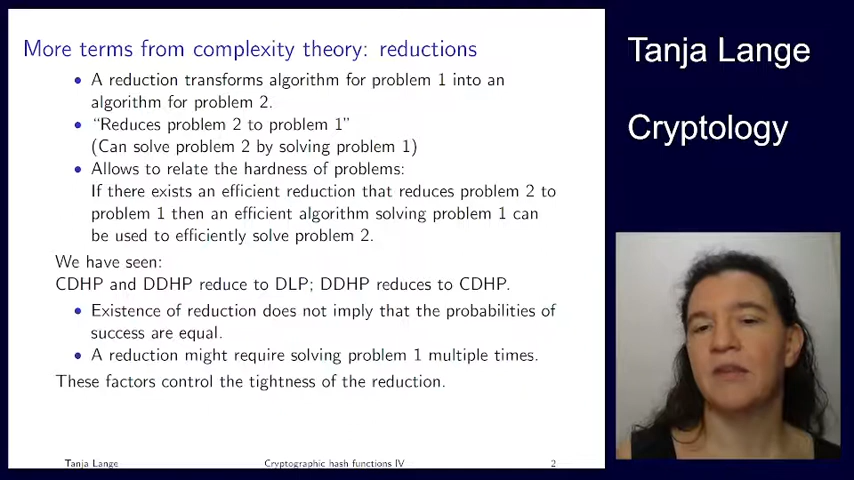 More terms from complexity theory: reductions
• A reduction transforms algorithm for problem 1 into an
algorithm for problem 2.
• “Reduces problem 2 to problem 1”
(Can solve problem 2 by solving problem 1)
• Allows to relate the hardness of problems:
If there exists an efficient reduction that reduces problem 2 to
problem 1 then an efficient algorithm solving problem 1 can
be used to efficiently solve problem 2.
We have seen:
CDHP and DDHP reduce to DLP; DDHP reduces to CDHP.
• Existence of reduction does not imply that the probabilities of
success are equal.
• A reduction might require solving problem 1 multiple times.
These factors control the tightness of the reduction.
Tanja Lange Cryptographic hash functions IV 2
Tanja Lange
Cryptology